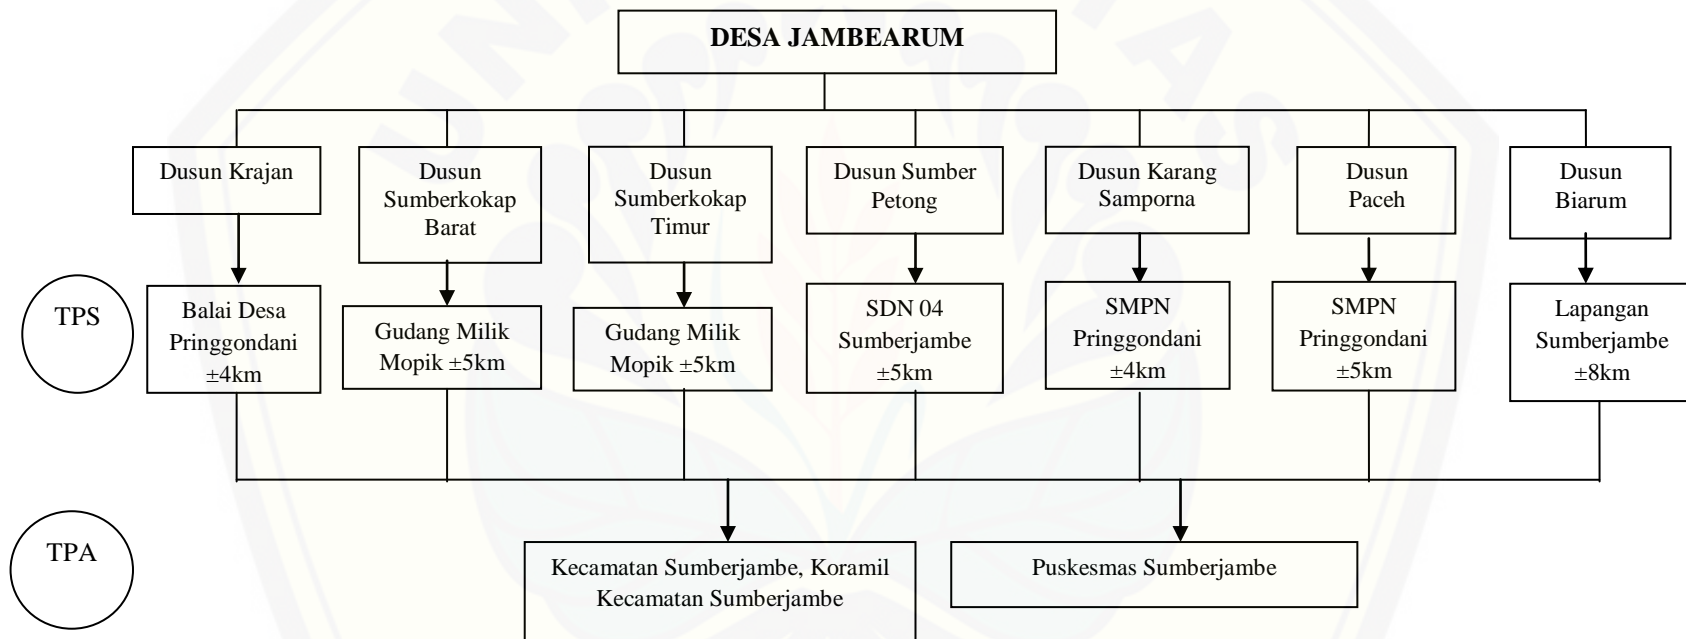 DESA JAMBEARUM
Dusun Krajan
Dusun
Sumberkokap
Barat
Dusun
Sumberkokap
Timur
Dusun Sumber
Petong
Dusun Karang
Samporna
Dusun
Paceh
Dusun
Biarum
TPS
Balai Desa
Pringgondani
±4km
Gudang Milik
Mopik ±5km
Gudang Milik
Mopik ±5km
SDN 04
Sumberjambe
±5km
SMPN
Pringgondani
±4km
SMPN
Pringgondani
±5km
Lapangan
Sumberjambe
±8km
TPA
Kecamatan Sumberjambe, Koramil
Kecamatan Sumberjambe
Puskesmas Sumberjambe